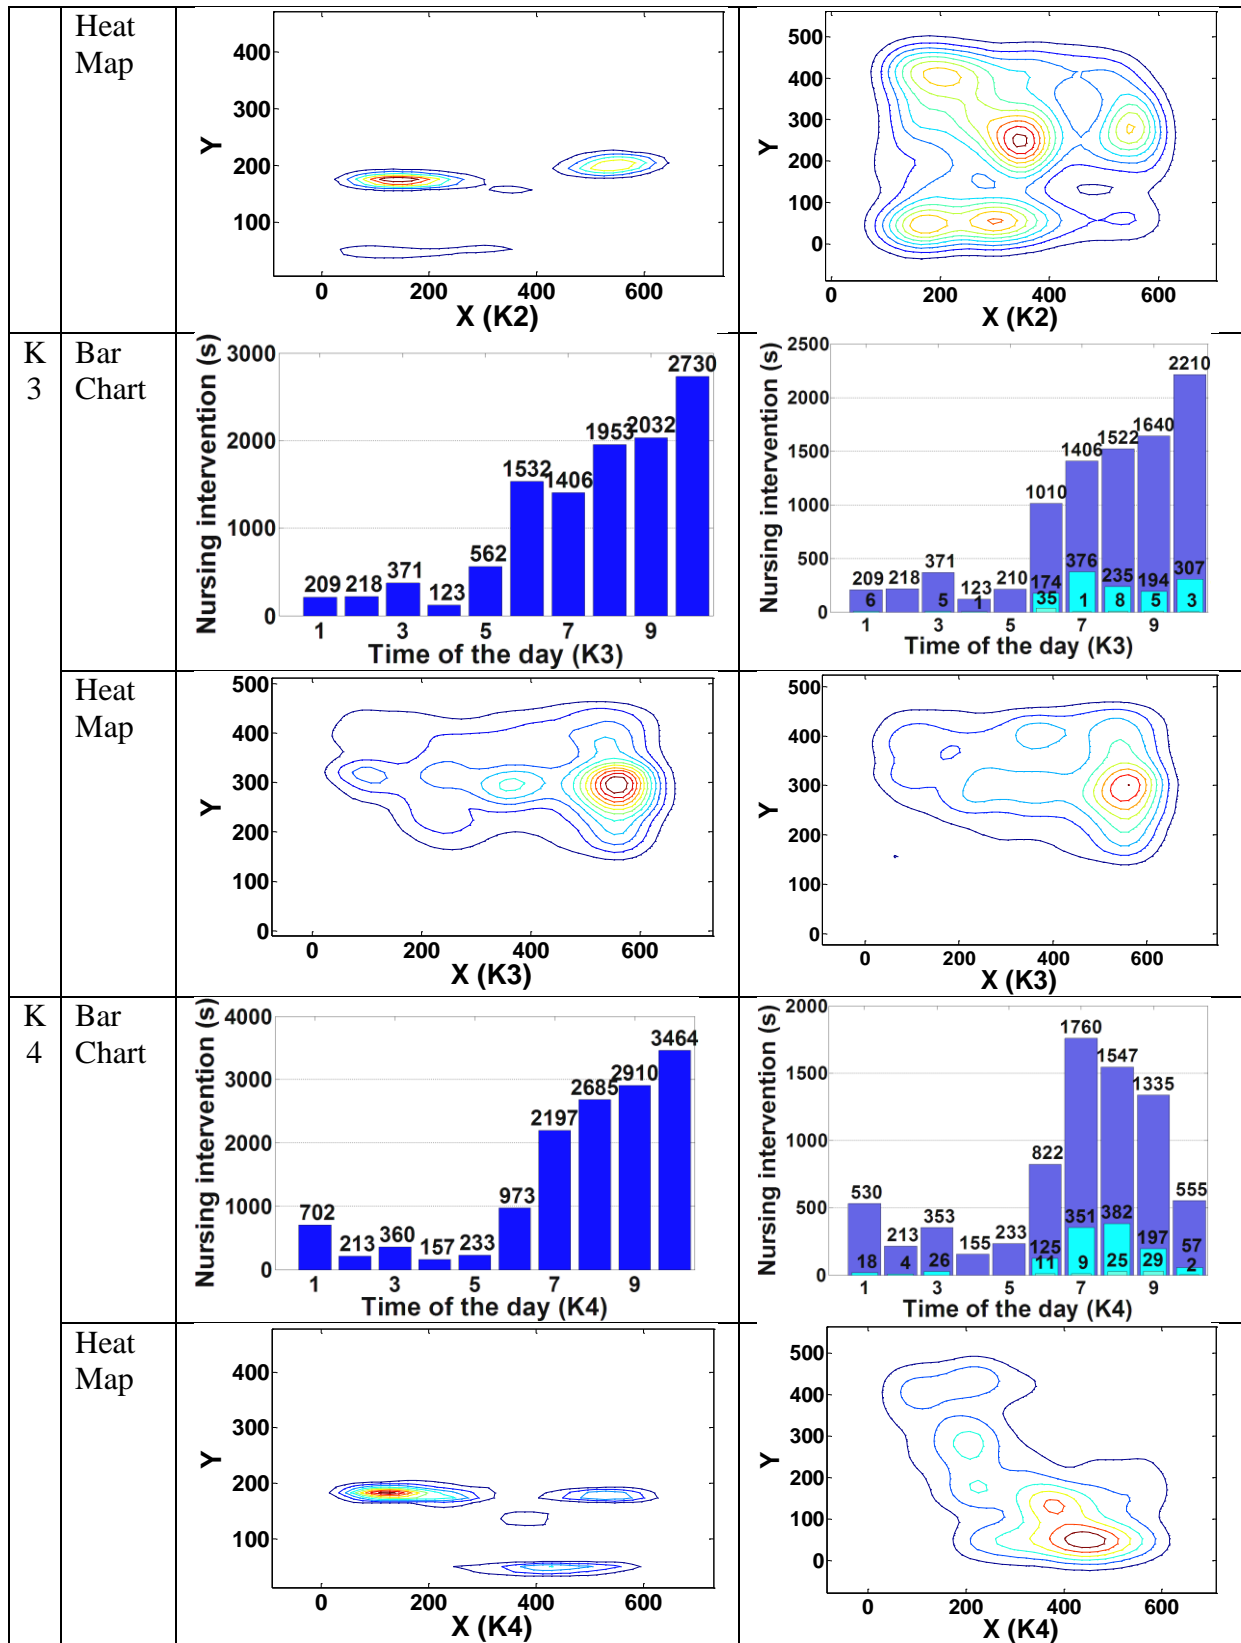 Heat
Map
400
300
200
100
Y
0 200 400 600
X (K2)
500
400
300
200
100
0
Y
0 200 400 600
X (K2)
K
3
Bar
Chart
Nursing intervention (s)
3000
2000
1000
0
209 218 371 123 562 1532 1406 1953 2032 2730
1 3 5 7 9
Time of the day (K3)
Nursing intervention (s)
2500
2000
1500
1000
500
0
209 218 371 123 210 1010 1406 1522 1640 2210
174 376 235 194 307
6 5 1 35 1 8 5 3
1 3 5 7 9
Time of the day (K3)
Heat
Map
500
400
300
200
100
0
Y
0 200 400 600
X (K3)
500
400
300
200
100
0
Y
0 200 400 600
X (K3)
K
4
Bar
Chart
Nursing intervention (s)
4000
3000
2000
1000
0
702 213 360 157 233 973 2197 2685 2910 3464
1 3 5 7 9
Time of the day (K4)
Nursing intervention (s)
2000
1500
1000
500
0
530 213 353 155 233 822 1760 1547 1335 555
125 351 382 197 57
18 4 26 11 9 25 29 2
1 3 5 7 9
Time of the day (K4)
Heat
Map
400
300
200
100
Y
0 200 400 600
X (K4)
500
400
300
200
100
0
Y
0 200 400 600
X (K4)